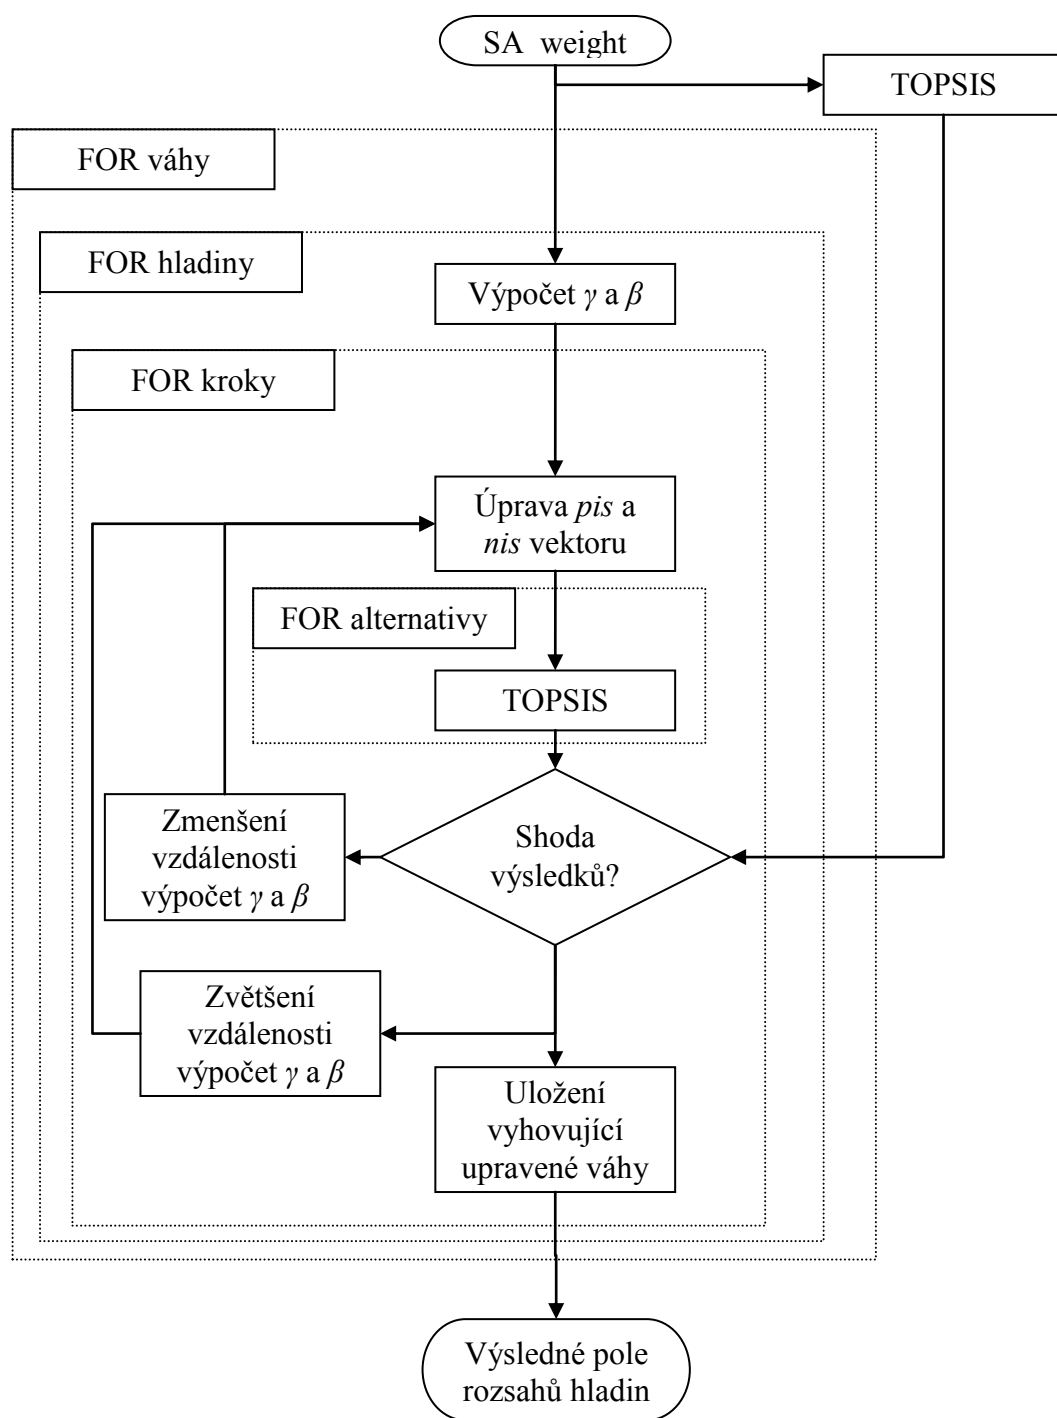 SA weight
TOPSIS
FOR váhy
FOR hladiny
Výpočet γ a β
FOR kroky
Úprava pis a
nis vektoru
FOR alternativy
TOPSIS
Zmenšení
vzdálenosti
výpočet γ a β
Shoda
výsledků?
Zvětšení
vzdálenosti
výpočet γ a β
Uložení
vyhovující
upravené váhy
Výsledné pole
rozsahů hladin